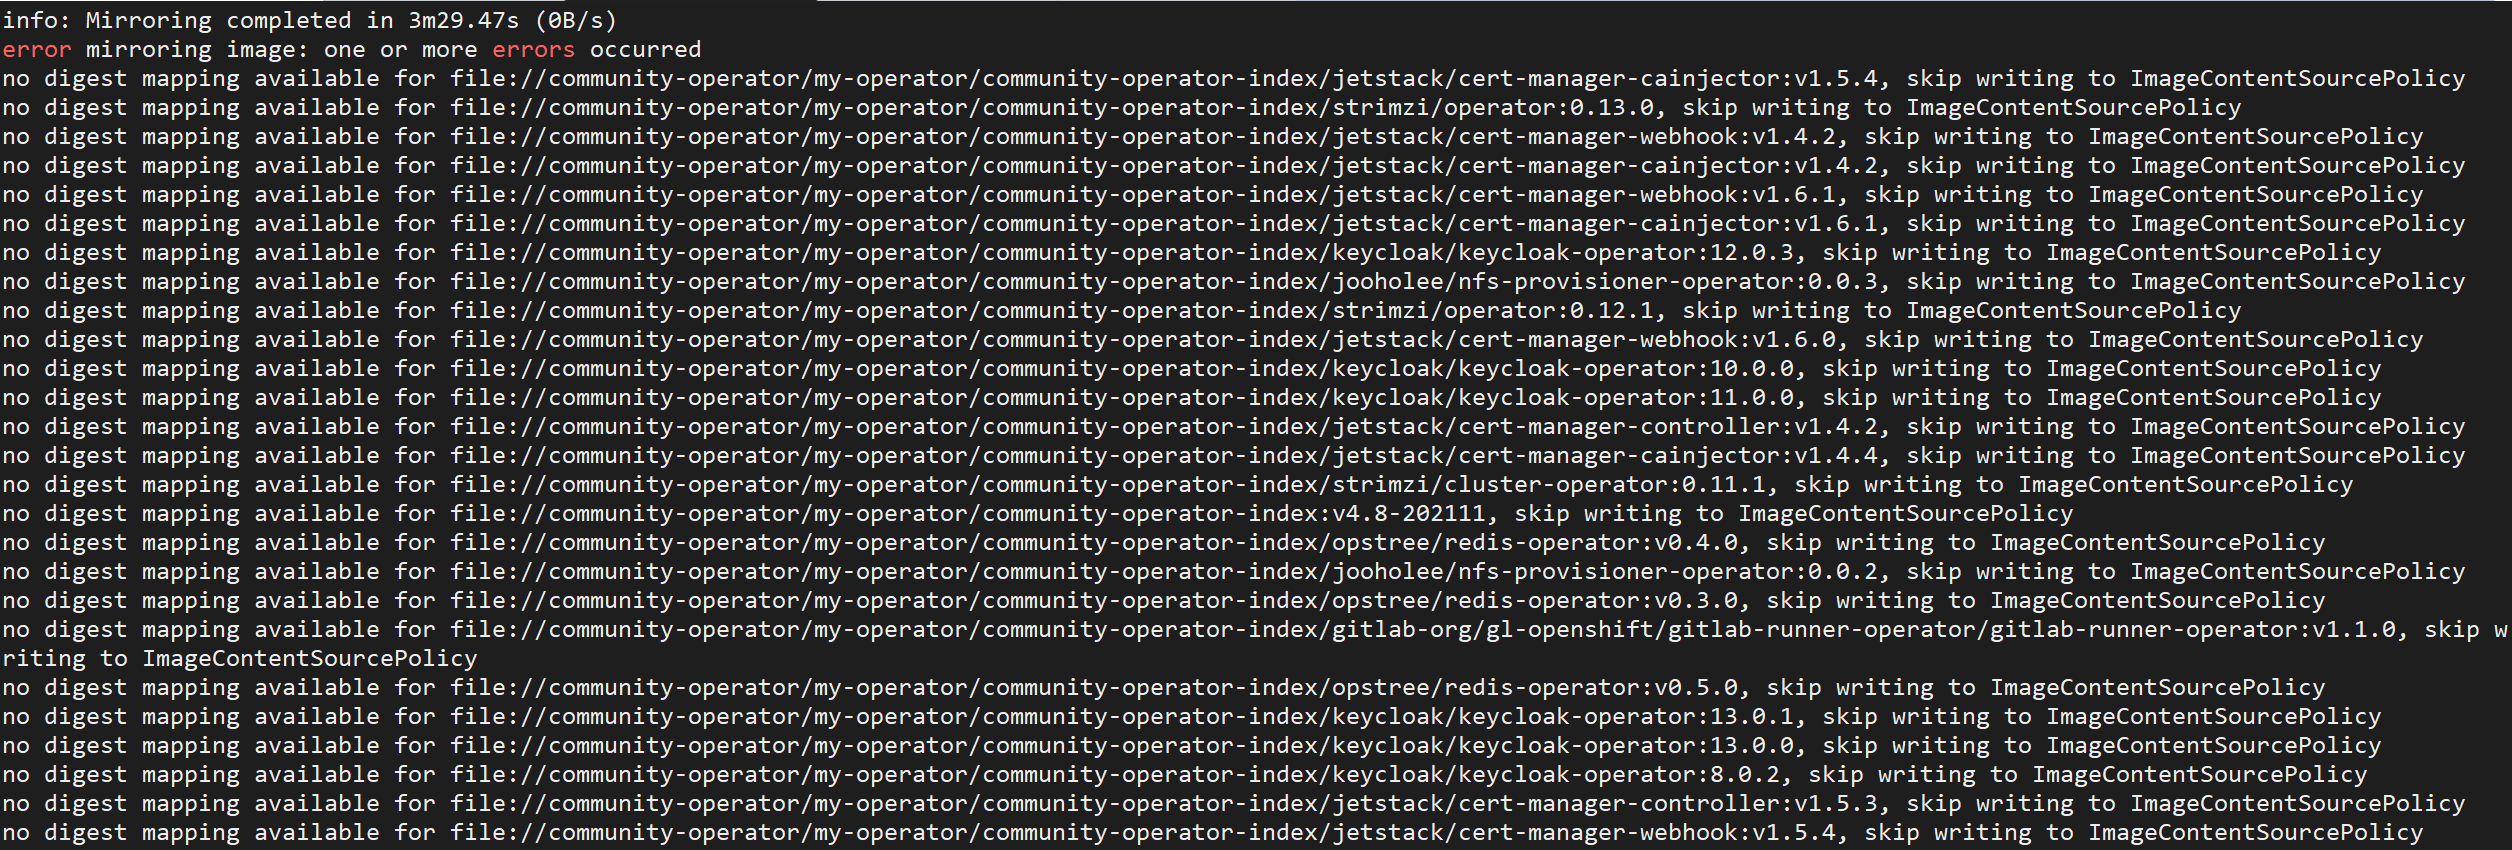 info: Mirroring completed in 3m29.47s (0B/s)
error mirroring image: one or more errors occurred
no digest mapping available for file://community-operator/my-operator/community-operator-index/jetstack/cert-manager-cainjector:v1.5.4, skip writing to ImageContentSourcePolicy
no digest mapping available for file://community-operator/my-operator/community-operator-index/strimzi/operator:0.13.0, skip writing to ImageContentSourcePolicy
no digest mapping available for file://community-operator/my-operator/community-operator-index/jetstack/cert-manager-webhook:v1.4.2, skip writing to ImageContentSourcePolicy
no digest mapping available for file://community-operator/my-operator/community-operator-index/jetstack/cert-manager-cainjector:v1.4.2, skip writing to ImageContentSourcePolicy
no digest mapping available for file://community-operator/my-operator/community-operator-index/jetstack/cert-manager-webhook:v1.6.1, skip writing to ImageContentSourcePolicy
no digest mapping available for file://community-operator/my-operator/community-operator-index/jetstack/cert-manager-cainjector:v1.6.1, skip writing to ImageContentSourcePolicy
no digest mapping available for file://community-operator/my-operator/community-operator-index/keycloak/keycloak-operator:12.0.3, skip writing to ImageContentSourcePolicy
no digest mapping available for file://community-operator/my-operator/community-operator-index/jooholee/nfs-provisioner-operator:0.0.3, skip writing to ImageContentSourcePolicy
no digest mapping available for file://community-operator/my-operator/community-operator-index/strimzi/operator:0.12.1, skip writing to ImageContentSourcePolicy
no digest mapping available for file://community-operator/my-operator/community-operator-index/jetstack/cert-manager-webhook:v1.6.0, skip writing to ImageContentSourcePolicy
no digest mapping available for file://community-operator/my-operator/community-operator-index/keycloak/keycloak-operator:10.0.0, skip writing to ImageContentSourcePolicy
no digest mapping available for file://community-operator/my-operator/community-operator-index/keycloak/keycloak-operator:11.0.0, skip writing to ImageContentSourcePolicy
no digest mapping available for file://community-operator/my-operator/community-operator-index/jetstack/cert-manager-controller:v1.4.2, skip writing to ImageContentSourcePolicy
no digest mapping available for file://community-operator/my-operator/community-operator-index/jetstack/cert-manager-cainjector:v1.4.4, skip writing to ImageContentSourcePolicy
no digest mapping available for file://community-operator/my-operator/community-operator-index/strimzi/cluster-operator:0.11.1, skip writing to ImageContentSourcePolicy
no digest mapping available for file://community-operator/my-operator/community-operator-index:v4.8-202111, skip writing to ImageContentSourcePolicy
no digest mapping available for file://community-operator/my-operator/community-operator-index/opstree/redis-operator:v0.4.0, skip writing to ImageContentSourcePolicy
no digest mapping available for file://community-operator/my-operator/community-operator-index/jooholee/nfs-provisioner-operator:0.0.2, skip writing to ImageContentSourcePolicy
no digest mapping available for file://community-operator/my-operator/community-operator-index/opstree/redis-operator:v0.3.0, skip writing to ImageContentSourcePolicy
no digest mapping available for file://community-operator/my-operator/community-operator-index/gitlab-org/gl-openshift/gitlab-runner-operator/gitlab-runner-operator:v1.1.0, skip w
riting to ImageContentSourcePolicy
no digest mapping available for file://community-operator/my-operator/community-operator-index/opstree/redis-operator:v0.5.0, skip writing to ImageContentSourcePolicy
no digest mapping available for file://community-operator/my-operator/community-operator-index/keycloak/keycloak-operator:13.0.1, skip writing to ImageContentSourcePolicy
no digest mapping available for file://community-operator/my-operator/community-operator-index/keycloak/keycloak-operator:13.0.0, skip writing to ImageContentSourcePolicy
no digest mapping available for file://community-operator/my-operator/community-operator-index/keycloak/keycloak-operator:8.0.2, skip writing to ImageContentSourcePolicy
no digest mapping available for file://community-operator/my-operator/community-operator-index/jetstack/cert-manager-controller:v1.5.3, skip writing to ImageContentSourcePolicy
no digest mapping available for file://community-operator/my-operator/community-operator-index/jetstack/cert-manager-webhook:v1.5.4, skip writing to ImageContentSourcePolicy